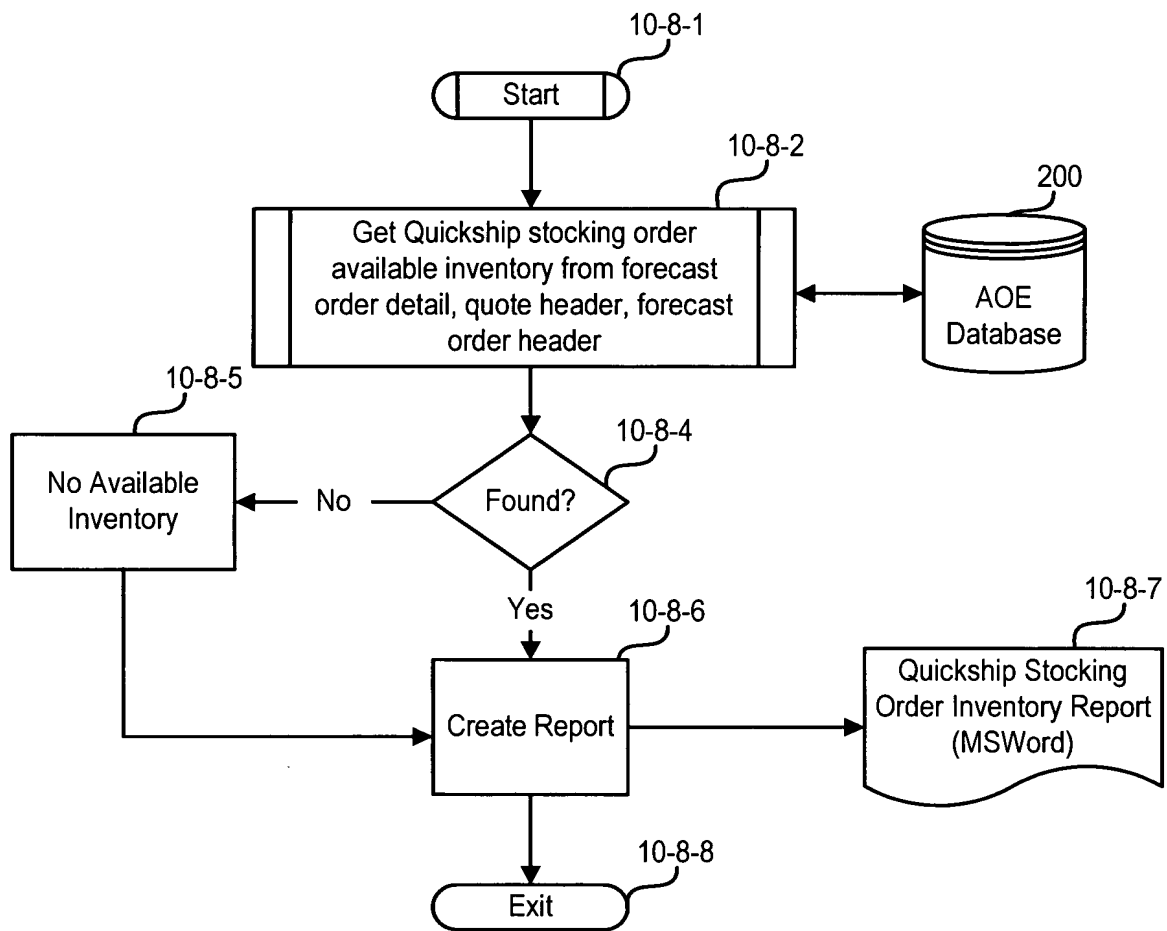 10-8-1
Start
10-8-2
200
Get Quickship stocking order
available inventory from forecast
order detail, quote header, forecast
order header
AOE
Database
10-8-5
10-8-4
No Available
Inventory
No
Found?
Yes
10-8-6
10-8-7
Create Report
Quickship Stocking
Order Inventory Report
(MSWord)
10-8-8
Exit